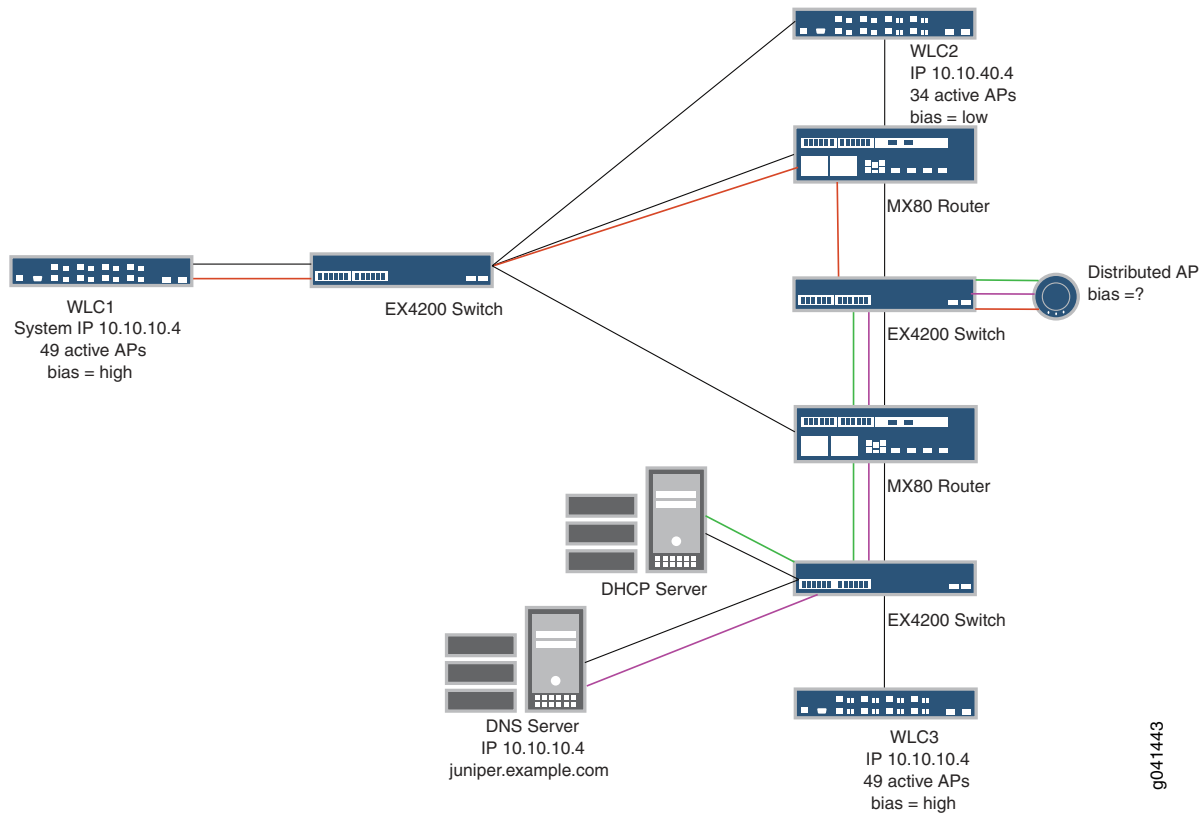 WLC2
IP 10.10.40.4
34 active APs
bias = low
MX80 Router
Distributed AP
bias =?
EX4200 Switch
WLC1
System IP 10.10.10.4
49 active APs
bias = high
EX4200 Switch
MX80 Router
DHCP Server
EX4200 Switch
DNS Server
IP 10.10.10.4
juniper.example.com
WLC3
IP 10.10.10.4
49 active APs
bias = high
g041443